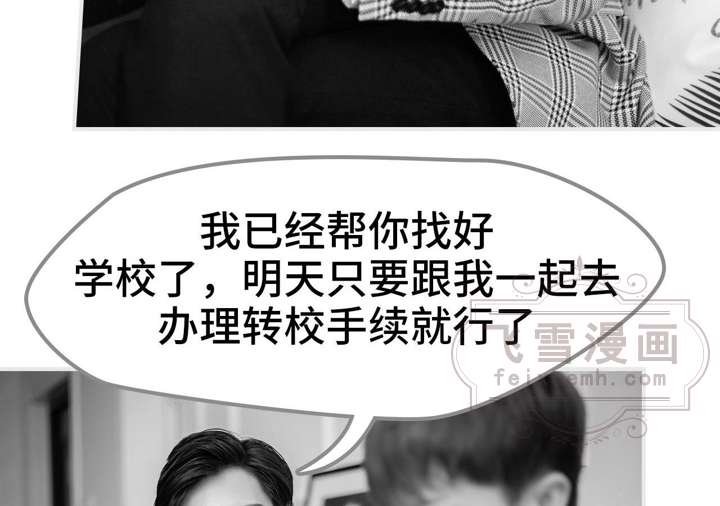 我已经帮你找好
学校了，明天只要跟我一起去
办理转校手续就行了
飞雪漫画